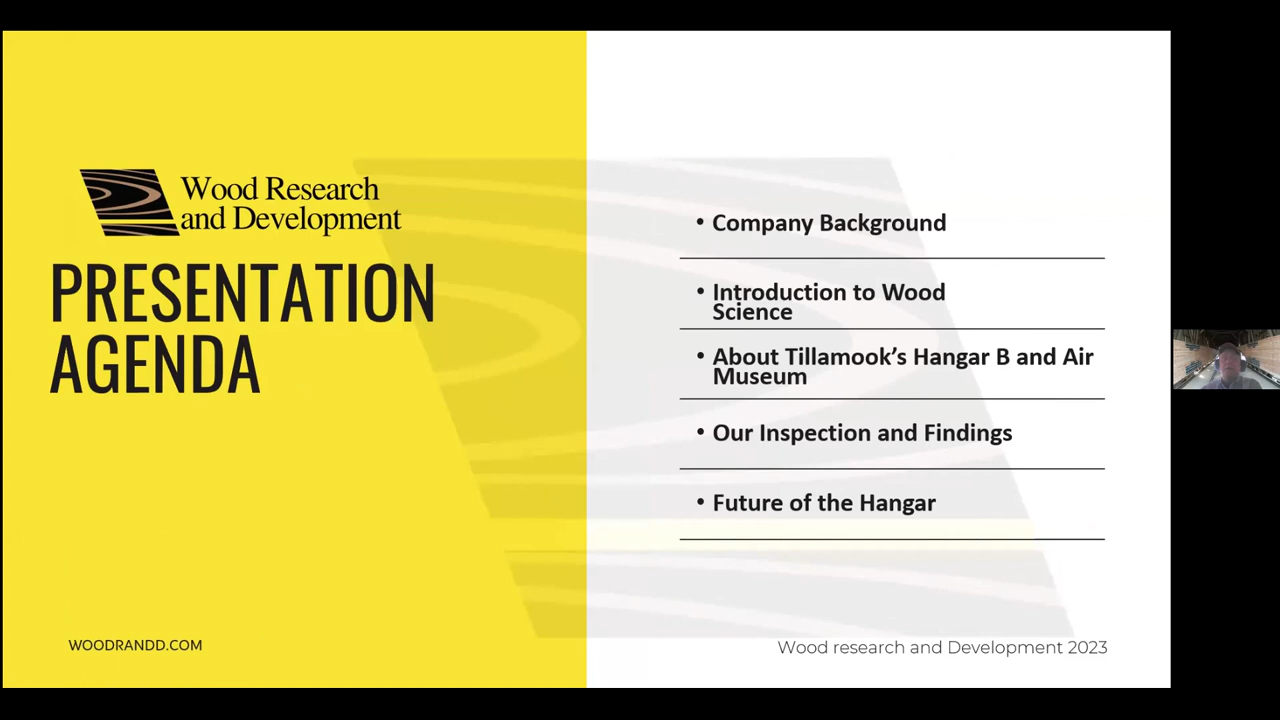 Wood Research
and Development
PRESENTATION
AGENDA
• Company Background
• Introduction to Wood
Science
• About Tillamook’s Hangar B and Air
Museum
• Our Inspection and Findings
• Future of the Hangar
WOODRANDD.COM
Wood research and Development 2023